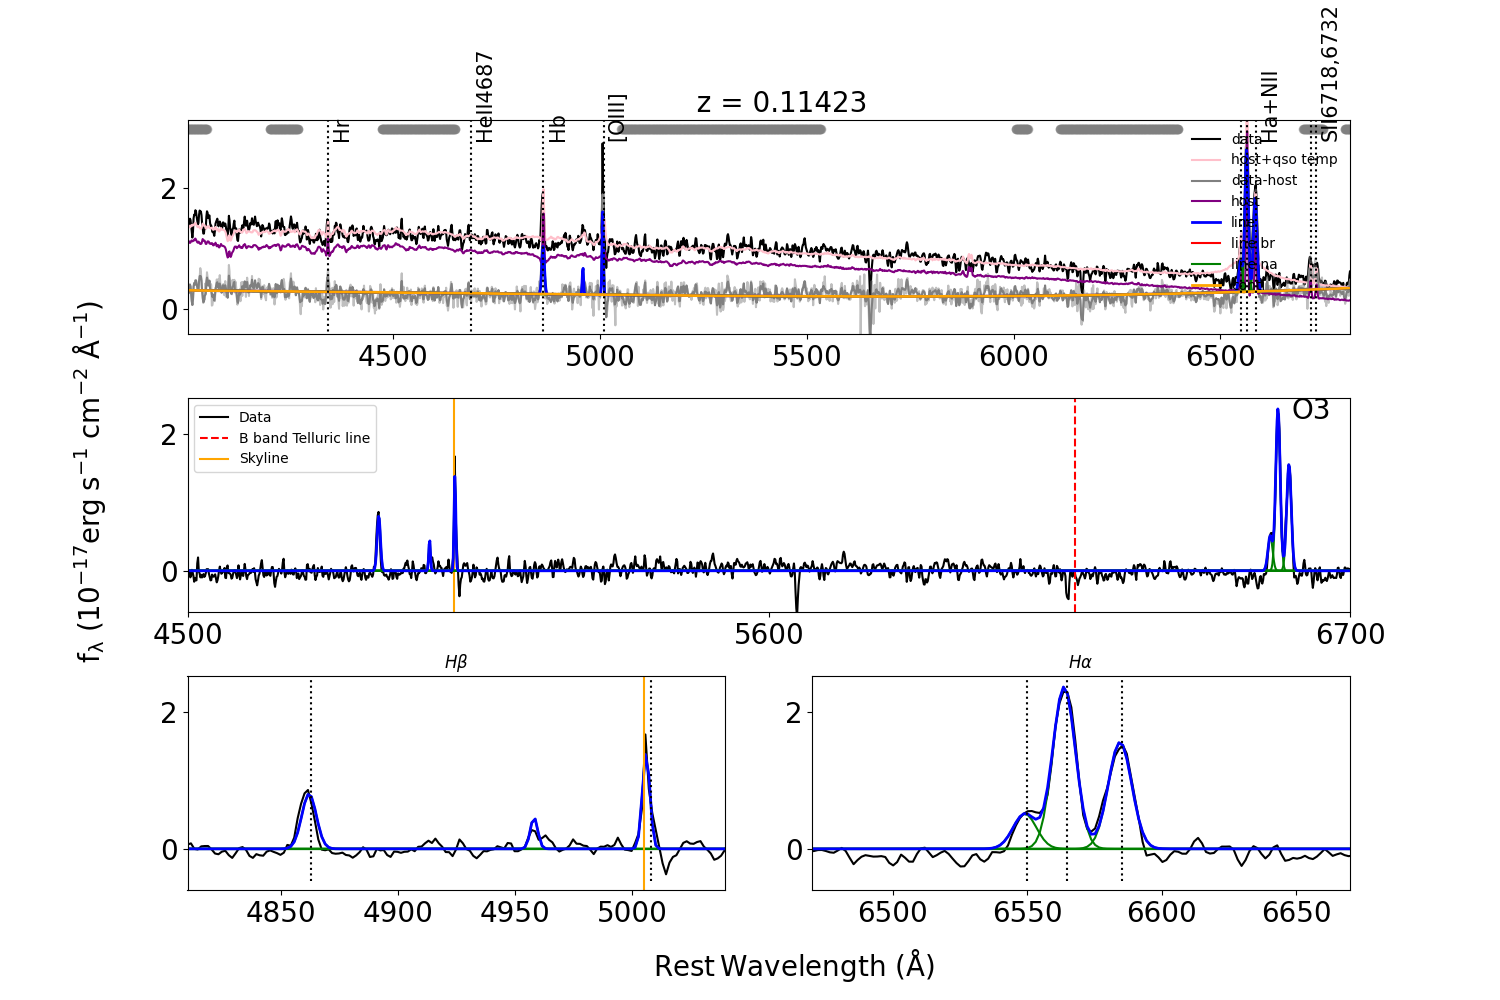 z = 0.11423
Hr
HeII4687
Hb
[OIII]
Ha+NII
SII6718,6732
data
host+qso temp
data-host
host
line
line br
line na
2
0
4500
5000
5500
6000
6500
f_λ (10⁻¹⁷erg s⁻¹ cm⁻² Å⁻¹)
Data
B band Telluric line
Skyline
O3
2
0
4500
5600
6700
Hβ
2
0
4850
4900
4950
5000
Hα
2
0
6500
6550
6600
6650
Rest Wavelength (Å)